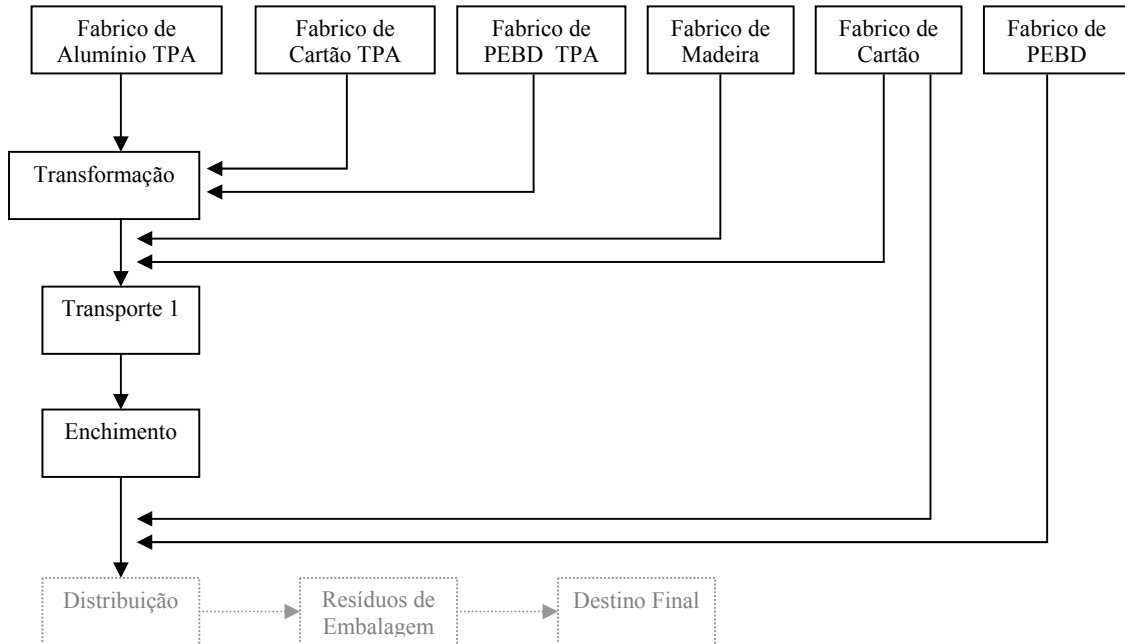 Fabrico de
Alumínio TPA
Fabrico de
Cartão TPA
Fabrico de
PEBD TPA
Fabrico de
Madeira
Fabrico de
Cartão
Fabrico de
PEBD
Transformação
Transporte 1
Enchimento
Distribuição
Resíduos de
Embalagem
Destino Final